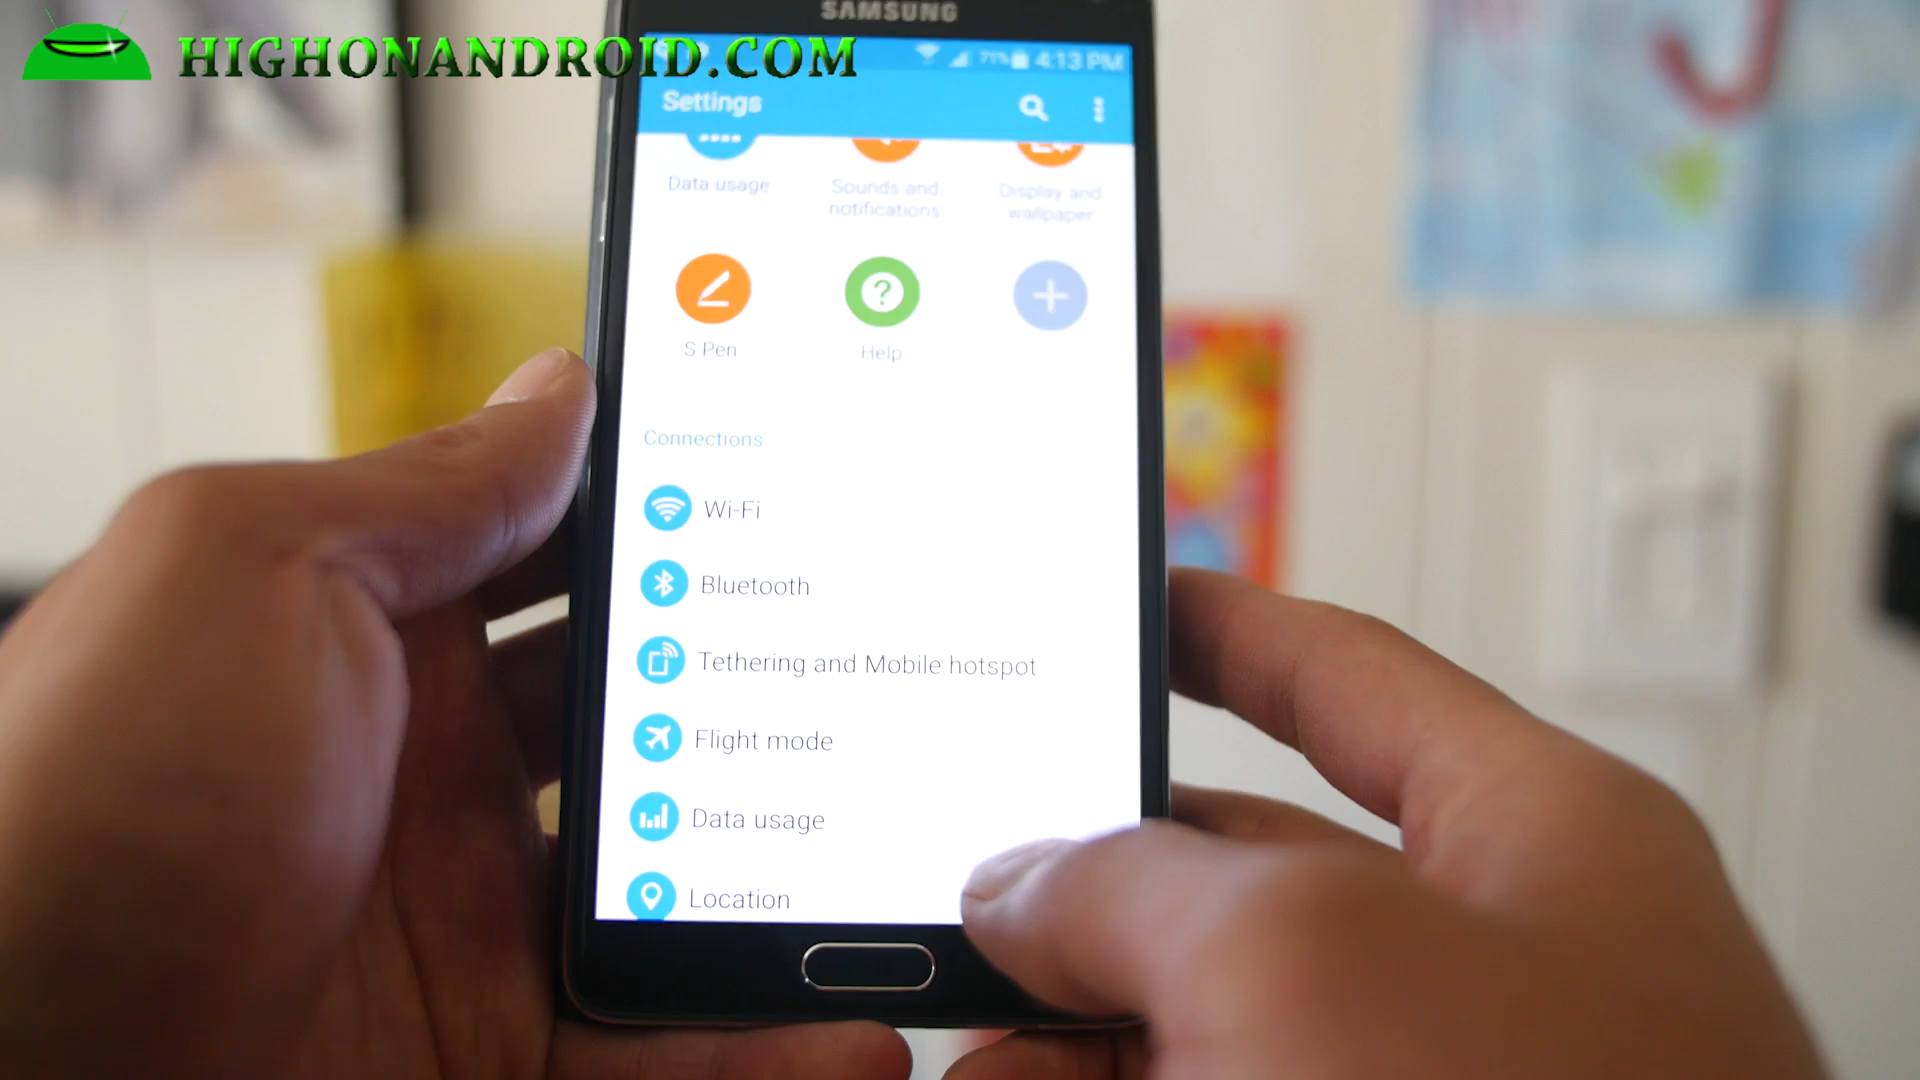 SAMSUNG
HIGHONANDROID.COM
71% 4:13 PM
Settings
Data usage
Sounds and
notifications
Display and
wallpaper
S Pen
Help
Connections
Wi-Fi
Bluetooth
Tethering and Mobile hotspot
Flight mode
Data usage
Location